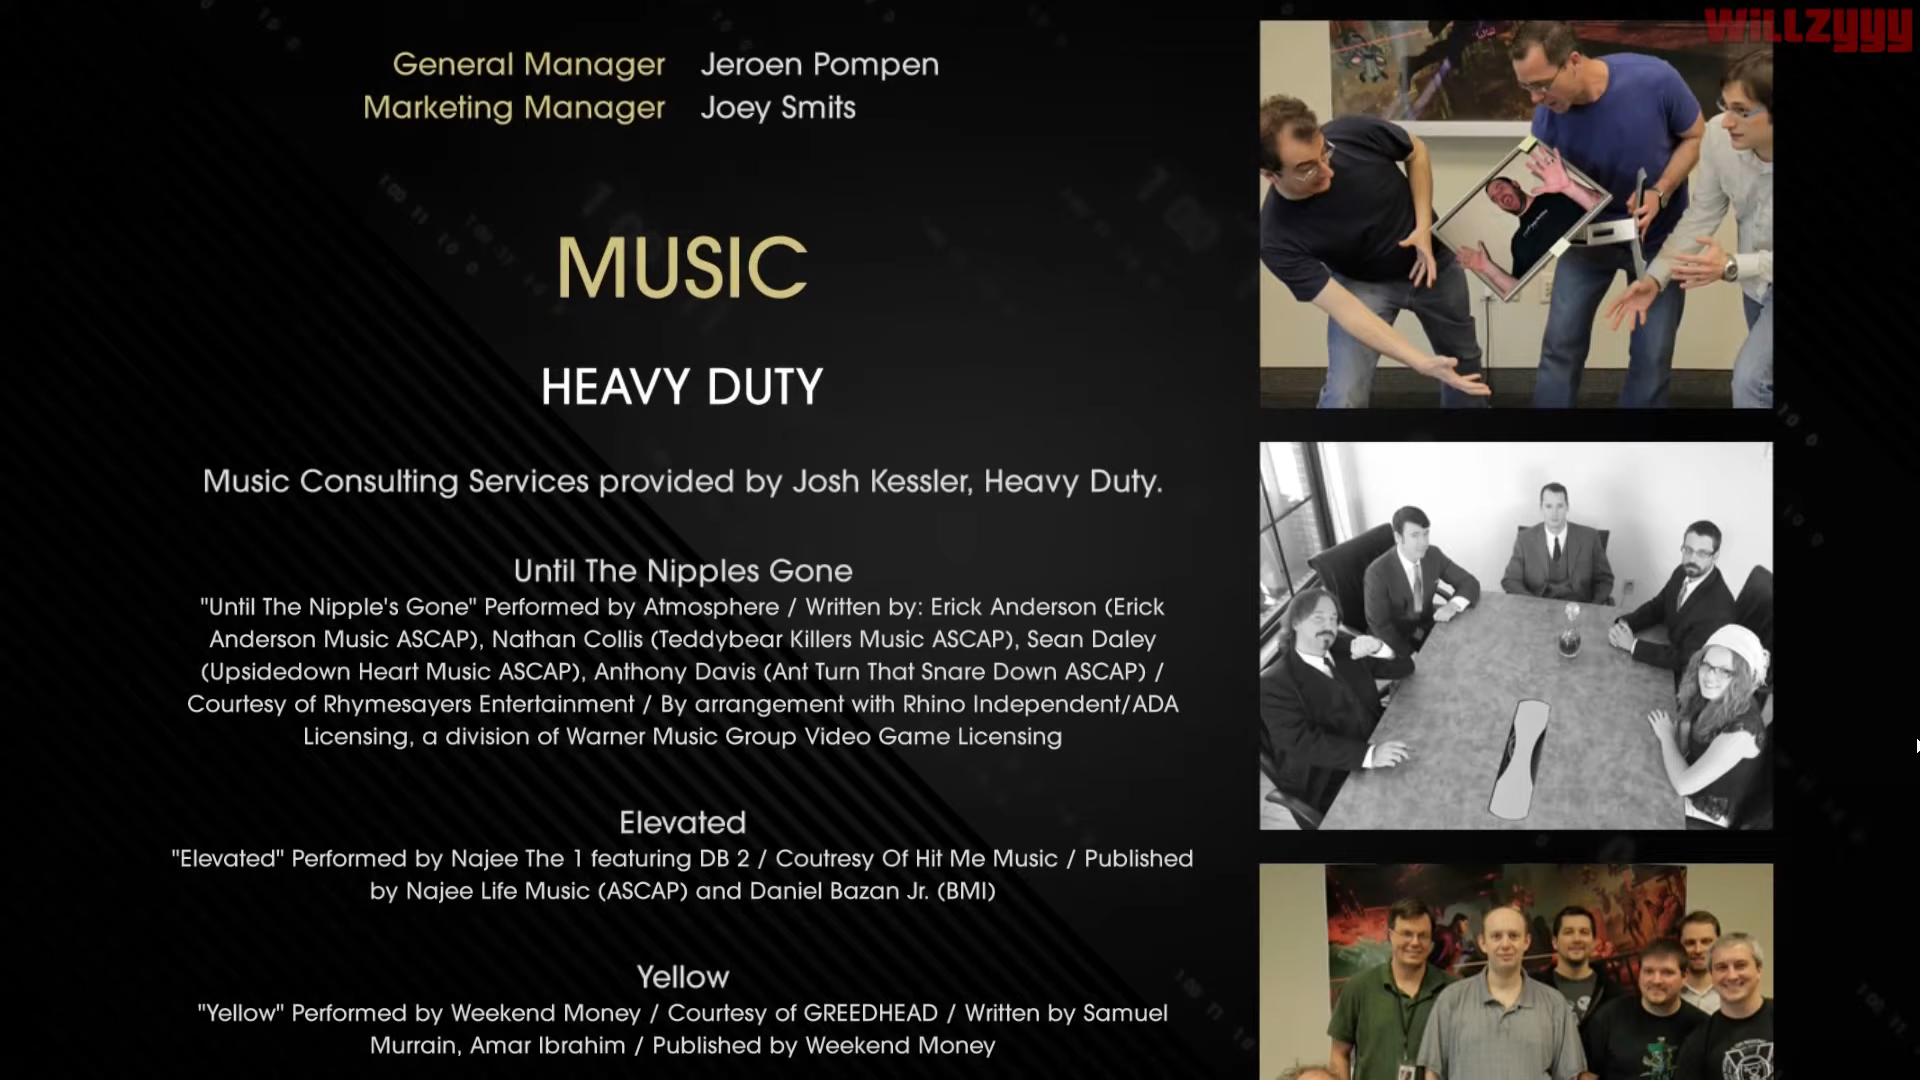 WILLZYYY
General Manager Jeroen Pompen
Marketing Manager Joey Smits
MUSIC
HEAVY DUTY
Music Consulting Services provided by Josh Kessler, Heavy Duty.
Until The Nipples Gone
"Until The Nipple's Gone" Performed by Atmosphere / Written by: Erick Anderson (Erick
Anderson Music ASCAP), Nathan Collis (Teddybear Killers Music ASCAP), Sean Daley
(Upsidedown Heart Music ASCAP), Anthony Davis (Ant Turn That Snare Down ASCAP) /
Courtesy of Rhymesayers Entertainment / By arrangement with Rhino Independent/ADA
Licensing, a division of Warner Music Group Video Game Licensing
Elevated
"Elevated" Performed by Najee The 1 featuring DB 2 / Coutresy Of Hit Me Music / Published
by Najee Life Music (ASCAP) and Daniel Bazan Jr. (BMI)
Yellow
"Yellow" Performed by Weekend Money / Courtesy of GREEDHEAD / Written by Samuel
Murrain, Amar Ibrahim / Published by Weekend Money